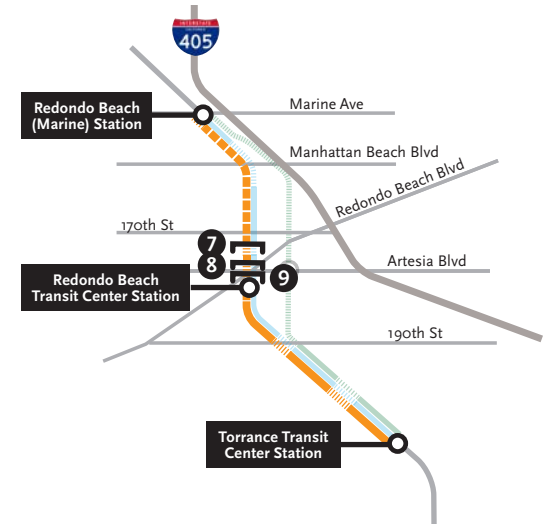 INTERSTATE
CALIFORNIA
405
Redondo Beach
(Marine) Station
Marine Ave
Manhattan Beach Blvd
Redondo Beach Blvd
170th St
7
8
9
Artesia Blvd
Redondo Beach
Transit Center Station
190th St
Torrance Transit
Center Station